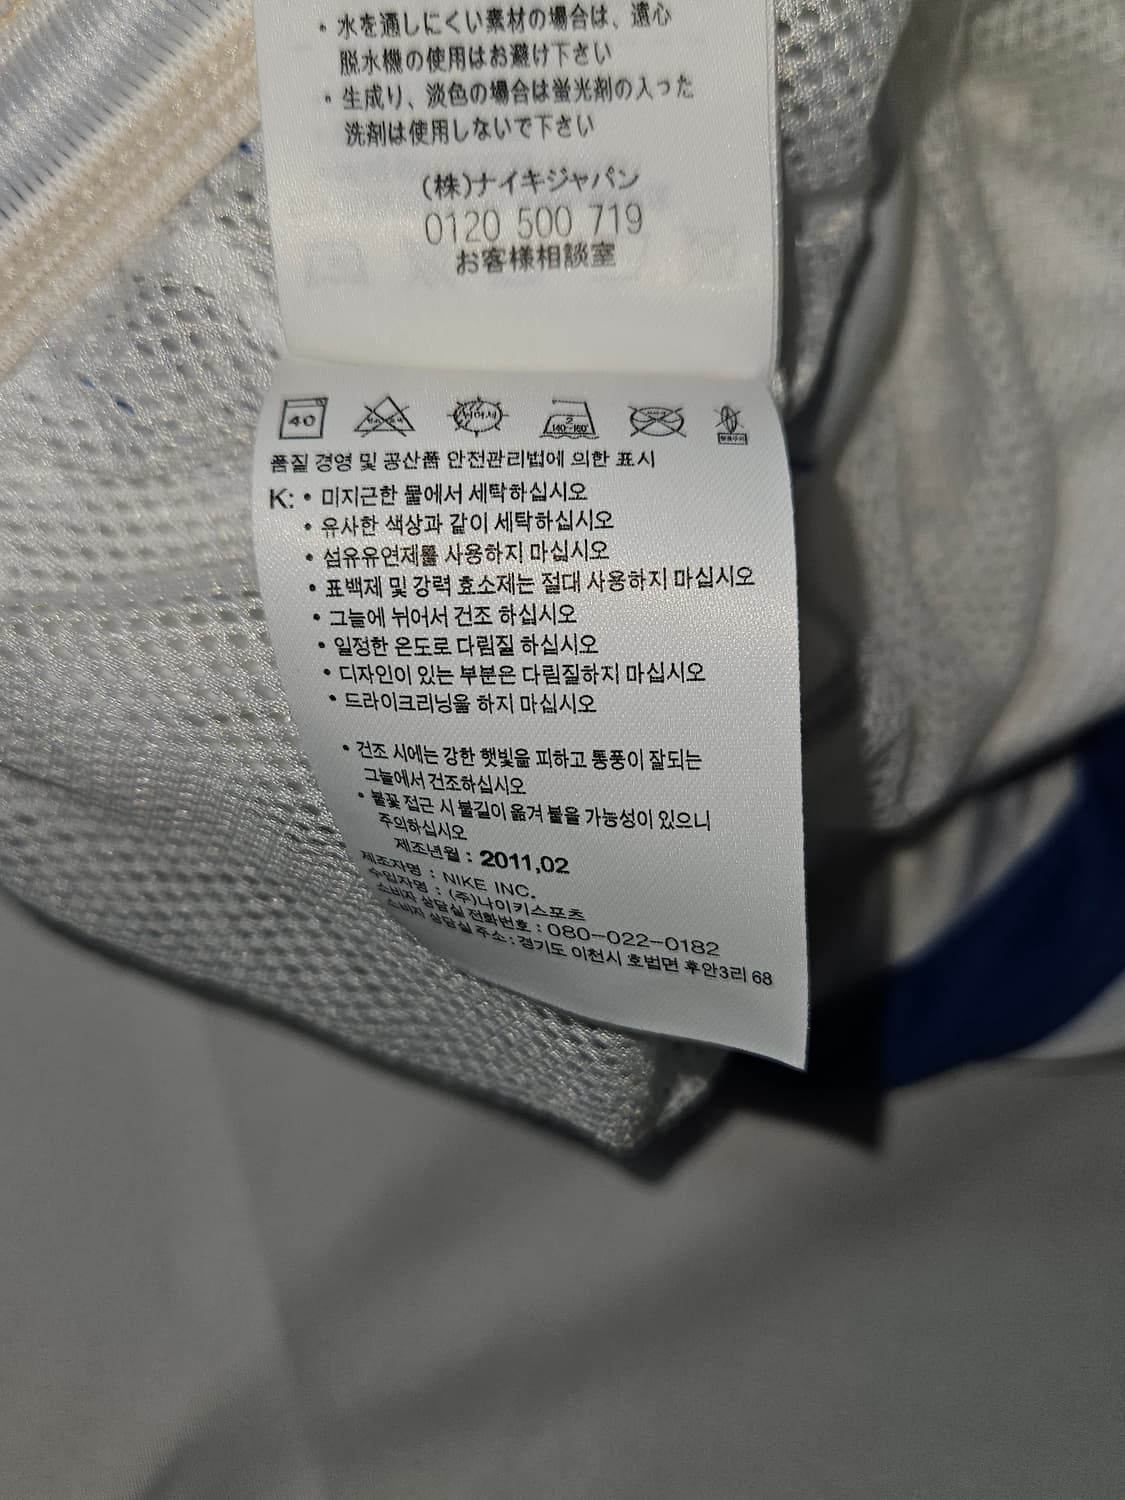 • 水を通しにくい素材の場合は、遠心
脱水機の使用はお避け下さい
• 生成り、淡色の場合は蛍光剤の入った
洗剤は使用しないで下さい
(株)ナイキジャパン
0120 500 719
お客様相談室
40 2 140°-160°
품질 경영 및 공산품 안전관리법에 의한 표시
K: • 미지근한 물에서 세탁하십시오
• 유사한 색상과 같이 세탁하십시오
• 섬유유연제를 사용하지 마십시오
• 표백제 및 강력 효소제는 절대 사용하지 마십시오
• 그늘에 뉘어서 건조 하십시오
• 일정한 온도로 다림질 하십시오
• 디자인이 있는 부분은 다림질하지 마십시오
• 드라이크리닝을 하지 마십시오
• 건조 시에는 강한 햇빛을 피하고 통풍이 잘되는
그늘에서 건조하십시오
• 불꽃 접근 시 불길이 옮겨 붙을 가능성이 있으니
주의하십시오
제조년월 : 2011,02
제조자명 : NIKE INC.
수입자명 : (주)나이키스포츠
소비자 상담실 전화번호 : 080-022-0182
소비자 상담실 주소 : 경기도 이천시 호법면 후안3리 68